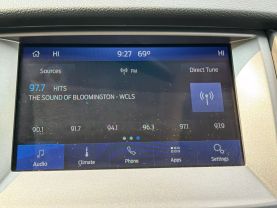 HI 9:27 69° HI
Sources FM Direct Tune
97.7 HITS
THE SOUND OF BLOOMINGTON - WCLS
90.1 91.9 94.1 96.3 97.1 97.9
Audio Climate Phone Apps Settings